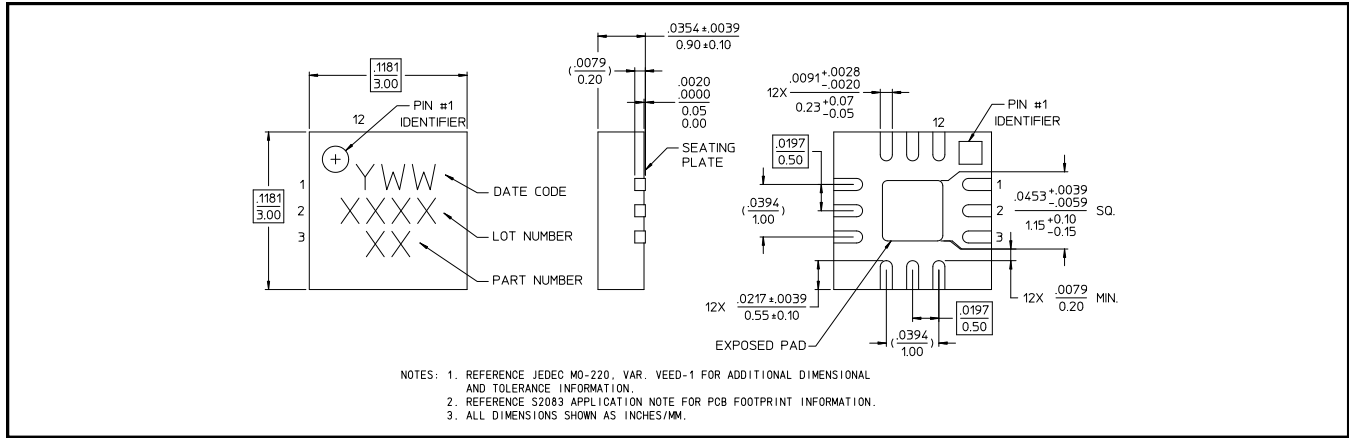 .1181
3.00
12
PIN #1
IDENTIFIER
.1181
3.00
1
2
3
YWW
XXXX
XX
DATE CODE
LOT NUMBER
PART NUMBER
.0354±.0039
0.90±0.10
(.0079)
0.20
.0020
.0000
0.05
0.00
SEATING
PLATE
12X .0091 +.0028 -.0020
0.23 +0.07 -0.05
12
PIN #1
IDENTIFIER
.0197
0.50
(.0394)
1.00
1
2
3
.0453 +.0039 -.0059 SQ.
1.15 +0.10 -0.15
12X .0217±.0039
0.55±0.10
EXPOSED PAD
(.0394)
1.00
.0197
0.50
12X .0079 MIN.
0.20
NOTES: 1. REFERENCE JEDEC MO-220, VAR. VEED-1 FOR ADDITIONAL DIMENSIONAL
AND TOLERANCE INFORMATION.
2. REFERENCE S2083 APPLICATION NOTE FOR PCB FOOTPRINT INFORMATION.
3. ALL DIMENSIONS SHOWN AS INCHES/MM.